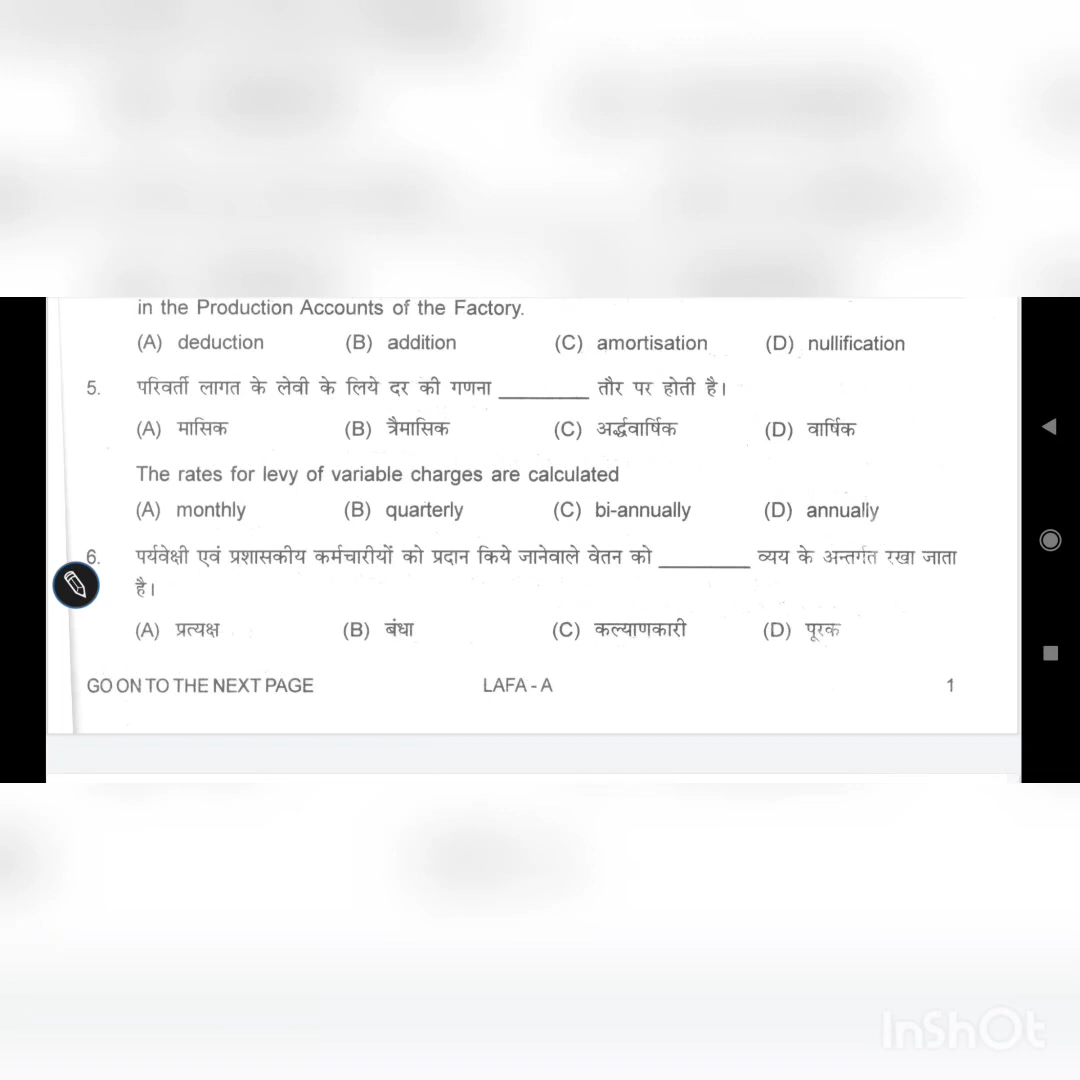 in the Production Accounts of the Factory.
(A) deduction (B) addition (C) amortisation (D) nullification
5. परिवर्ती लागत के लेवी के लिये दर की गणना ________ तौर पर होती है।
(A) मासिक (B) त्रैमासिक (C) अर्द्धवार्षिक (D) वार्षिक
The rates for levy of variable charges are calculated
(A) monthly (B) quarterly (C) bi-annually (D) annually
6. पर्यवेक्षी एवं प्रशासकीय कर्मचारीयों को प्रदान किये जानेवाले वेतन को ________ व्यय के अन्तर्गत रखा जाता
है।
(A) प्रत्यक्ष (B) बंधा (C) कल्याणकारी (D) पूरक
GO ON TO THE NEXT PAGE LAFA - A 1
InShOt